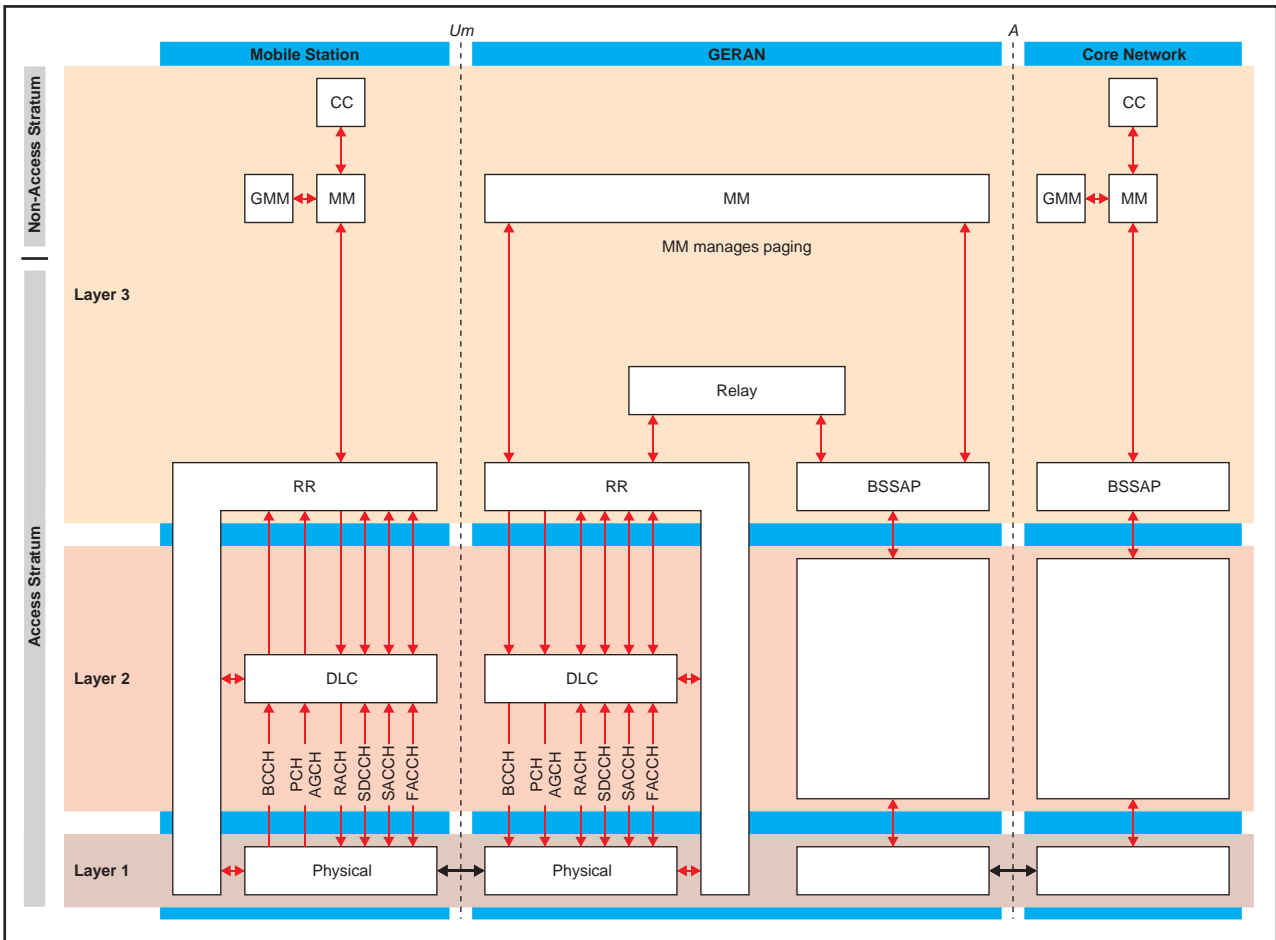 Um
A
Mobile Station
GERAN
Core Network
Non-Access Stratum
Access Stratum
CC
CC
GMM
MM
MM
GMM
MM
MM manages paging
Layer 3
Relay
RR
RR
BSSAP
BSSAP
Layer 2
DLC
DLC
BCCH
PCH
AGCH
RACH
SDCCH
SACCH
FACCH
BCCH
PCH
AGCH
RACH
SDCCH
SACCH
FACCH
Layer 1
Physical
Physical